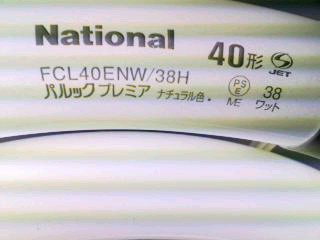 National 40形 JET
FCL40ENW/38H PSE 38
パルック プレミア ナチュラル色・ ME ワット